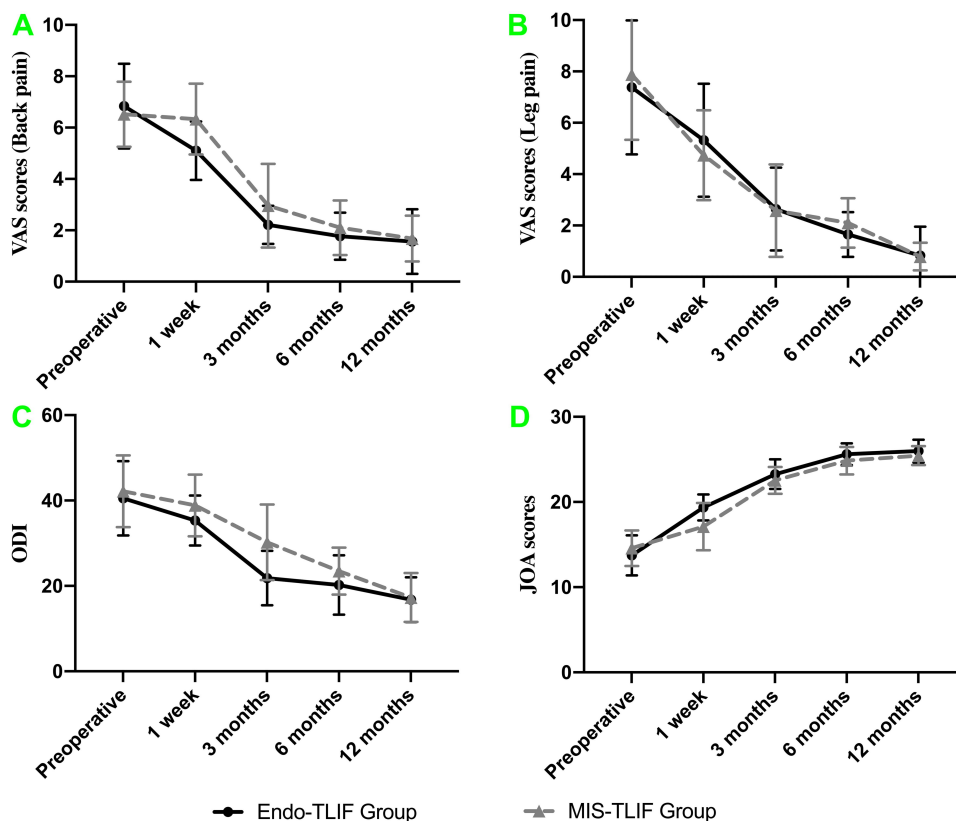 A
VAS scores (Back pain)
10
8
6
4
2
0
Preoperative
1 week
3 months
6 months
12 months
B
VAS scores (Leg pain)
10
8
6
4
2
0
Preoperative
1 week
3 months
6 months
12 months
C
ODI
60
40
20
0
Preoperative
1 week
3 months
6 months
12 months
D
JOA scores
30
20
10
0
Preoperative
1 week
3 months
6 months
12 months
Endo-TLIF Group
MIS-TLIF Group